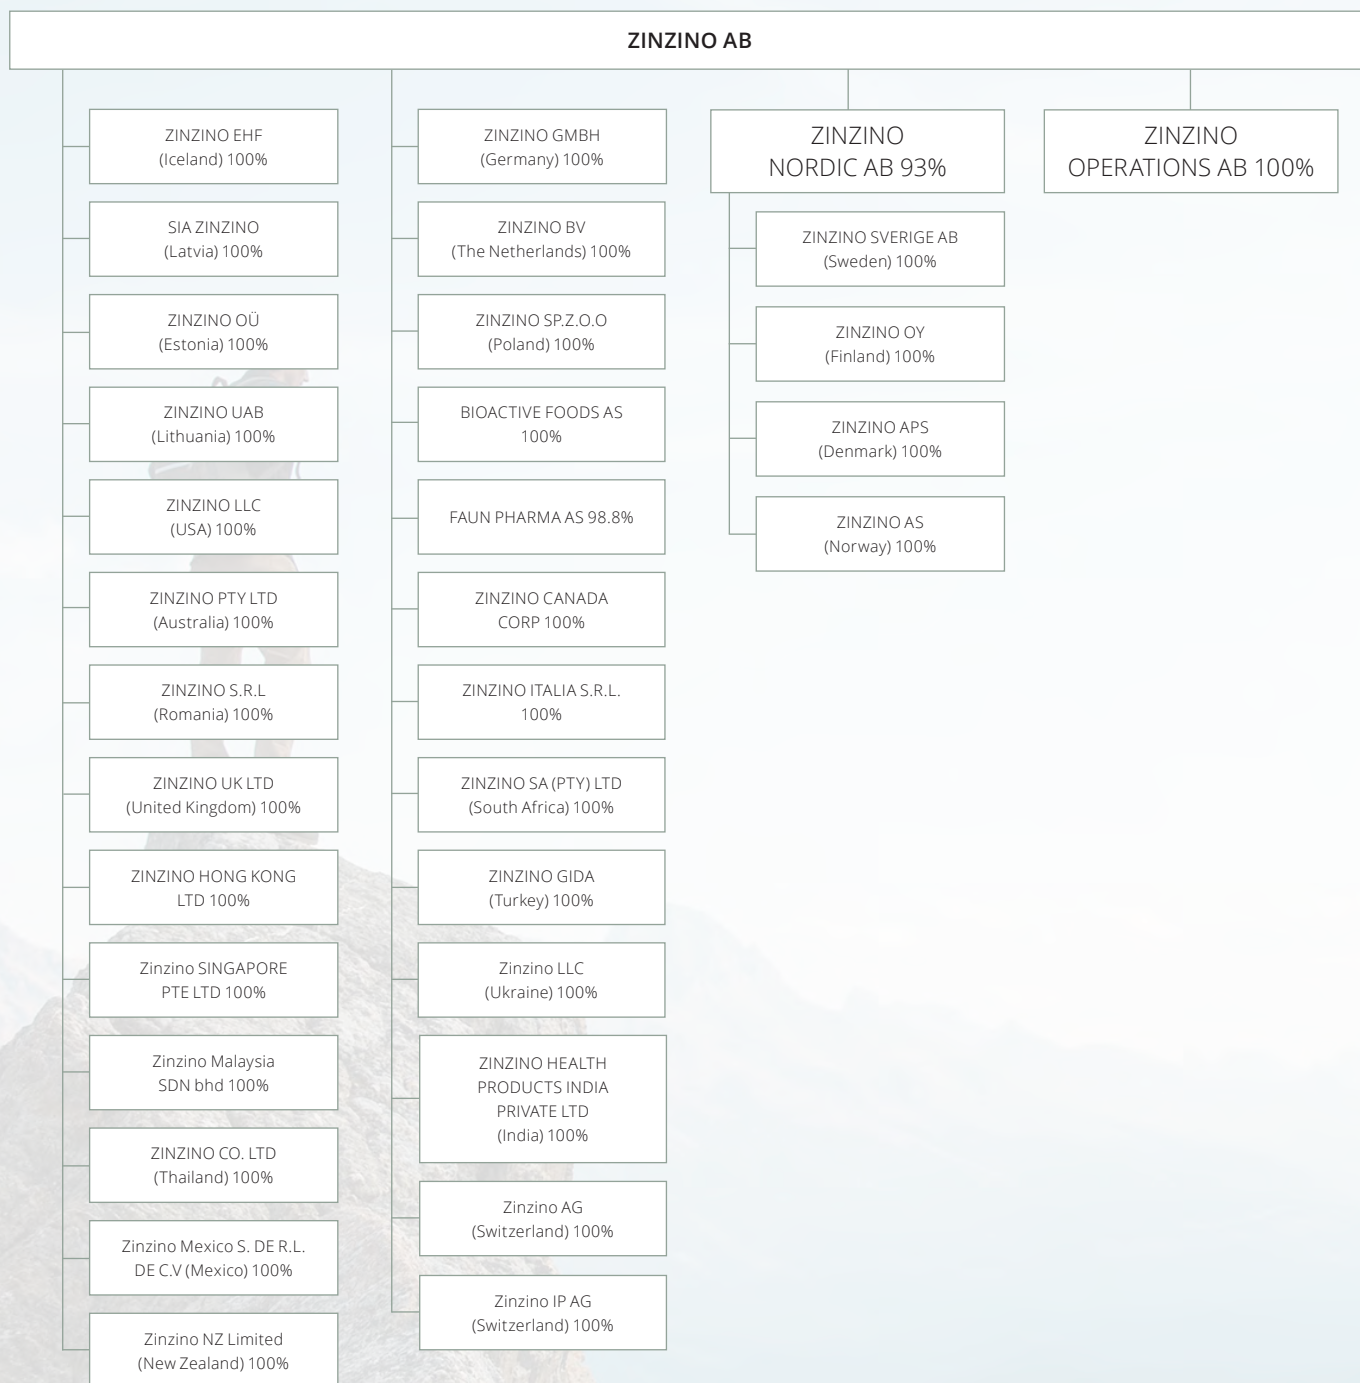 ZINZINO AB
ZINZINO EHF
(Iceland) 100%
SIA ZINZINO
(Latvia) 100%
ZINZINO OÜ
(Estonia) 100%
ZINZINO UAB
(Lithuania) 100%
ZINZINO LLC
(USA) 100%
ZINZINO PTY LTD
(Australia) 100%
ZINZINO S.R.L
(Romania) 100%
ZINZINO UK LTD
(United Kingdom) 100%
ZINZINO HONG KONG
LTD 100%
Zinzino SINGAPORE
PTE LTD 100%
Zinzino Malaysia
SDN bhd 100%
ZINZINO CO. LTD
(Thailand) 100%
Zinzino Mexico S. DE R.L.
DE C.V (Mexico) 100%
Zinzino NZ Limited
(New Zealand) 100%
ZINZINO GMBH
(Germany) 100%
ZINZINO BV
(The Netherlands) 100%
ZINZINO SP.Z.O.O
(Poland) 100%
BIOACTIVE FOODS AS
100%
FAUN PHARMA AS 98.8%
ZINZINO CANADA
CORP 100%
ZINZINO ITALIA S.R.L.
100%
ZINZINO SA (PTY) LTD
(South Africa) 100%
ZINZINO GIDA
(Turkey) 100%
Zinzino LLC
(Ukraine) 100%
ZINZINO HEALTH
PRODUCTS INDIA
PRIVATE LTD
(India) 100%
Zinzino AG
(Switzerland) 100%
Zinzino IP AG
(Switzerland) 100%
ZINZINO
NORDIC AB 93%
ZINZINO SVERIGE AB
(Sweden) 100%
ZINZINO OY
(Finland) 100%
ZINZINO APS
(Denmark) 100%
ZINZINO AS
(Norway) 100%
ZINZINO
OPERATIONS AB 100%